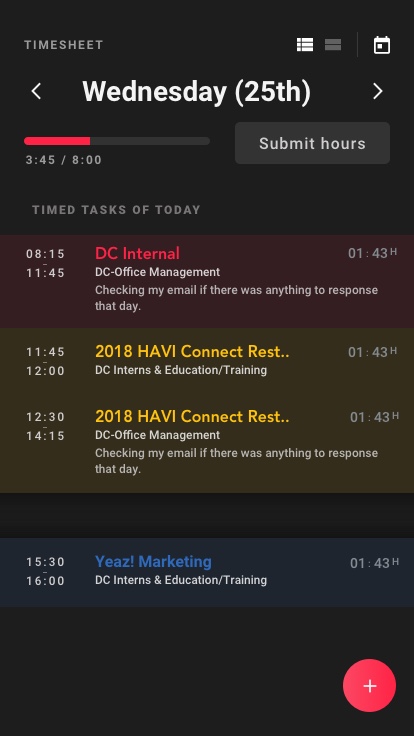 TIMESHEET
Wednesday (25th)
3:45 / 8:00
Submit hours
TIMED TASKS OF TODAY
08:15 – 11:45
DC Internal
01:43 H
DC-Office Management
Checking my email if there was anything to response
that day.
11:45 – 12:00
2018 HAVI Connect Rest..
01:43 H
DC Interns & Education/Training
12:30 – 14:15
2018 HAVI Connect Rest..
01:43 H
DC-Office Management
Checking my email if there was anything to response
that day.
15:30 – 16:00
Yeaz! Marketing
01:43 H
DC Interns & Education/Training
+